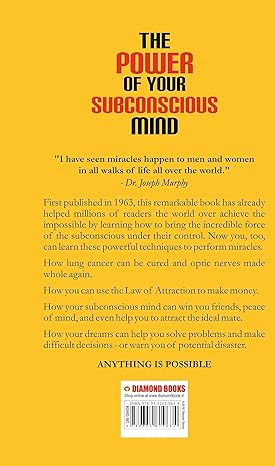 THE
POWER
OF YOUR
SUBCONSCIOUS
MIND
"I have seen miracles happen to men and women
in all walks of life all over the world."
- Dr. Joseph Murphy
First published in 1963, this remarkable book has already
helped millions of readers the world over achieve the
impossible by learning how to bring the incredible force
of the subconscious under their control. Now you, too,
can learn these powerful techniques to perform miracles.
How lung cancer can be cured and optic nerves made
whole again.
How you can use the Law of Attraction to make money.
How your subconscious mind can win you friends, peace
of mind, and even help you to attract the ideal mate.
How your dreams can help you solve problems and make
difficult decisions - or warn you of potential disaster.
ANYTHING IS POSSIBLE
DIAMOND BOOKS